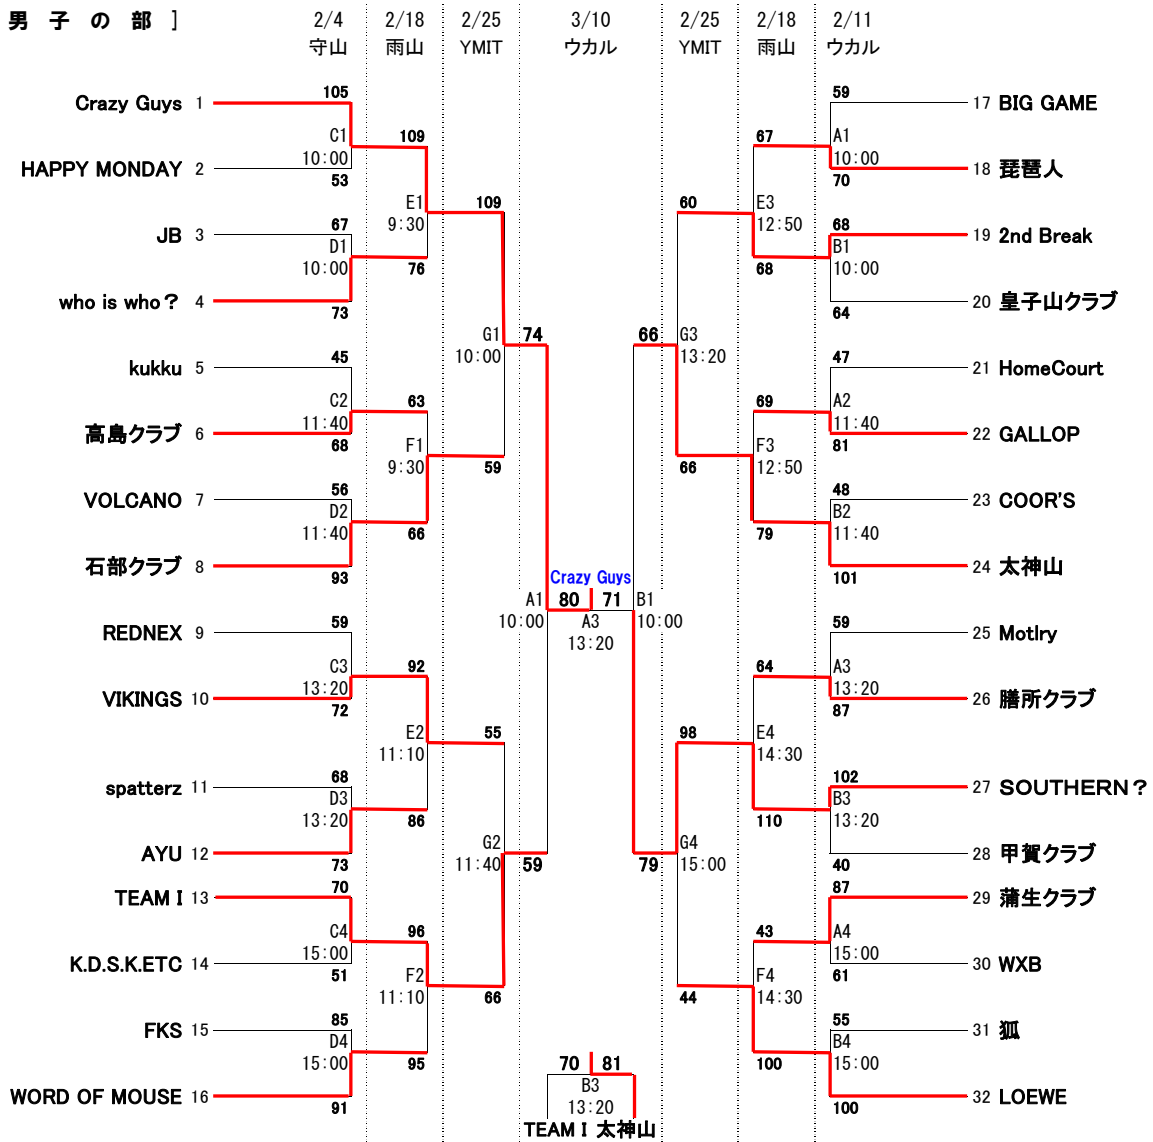 男 子 の 部 ]
2/4 2/18 2/25 3/10 2/25 2/18 2/11
守山 雨山 YMIT ウカル YMIT 雨山 ウカル
105 59
Crazy Guys 1 17 BIG GAME
C1 109 67 A1
10:00 10:00
HAPPY MONDAY 2 18 琵琶人
53 70
E1 109 60 E3
9:30 12:50
67 68
JB 3 19 2nd Break
D1 B1
10:00 76 68 10:00
who is who? 4 20 皇子山クラブ
73 64
G1 74 66 G3
10:00 13:20
45 47
kukku 5 21 HomeCourt
C2 63 69 A2
11:40 11:40
高島クラブ 6 22 GALLOP
68 81
F1 F3
9:30 59 66 12:50
56 48
VOLCANO 7 23 COOR'S
D2 B2
11:40 66 79 11:40
石部クラブ 8 24 太神山
93 101
Crazy Guys
A1 80 71 B1
10:00 A3 10:00
13:20
59 59
REDNEX 9 25 Motlry
C3 92 64 A3
13:20 13:20
VIKINGS 10 26 膳所クラブ
72 87
E2 55 98 E4
11:10 14:30
68 102
spatterz 11 27 SOUTHERN?
D3 B3
13:20 86 110 13:20
AYU 12 28 甲賀クラブ
73 40
G2 59 79 G4
11:40 15:00
70 87
TEAM I 13 29 蒲生クラブ
C4 96 43 A4
15:00 15:00
K.D.S.K.ETC 14 30 WXB
51 61
F2 F4
11:10 66 44 14:30
85 55
FKS 15 31 狐
D4 B4
15:00 95 100 15:00
WORD OF MOUSE 16 32 LOEWE
91 100
70 81
B3
13:20
TEAM I 太神山